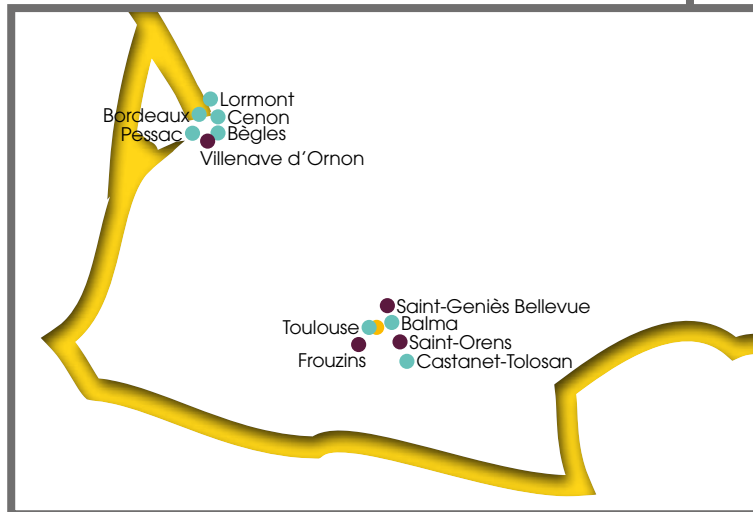 Lormont
Bordeaux
Cenon
Pessac
Bègles
Villenave d'Ornon
Saint-Geniès Bellevue
Toulouse
Balma
Saint-Orens
Frouzins
Castanet-Tolosan